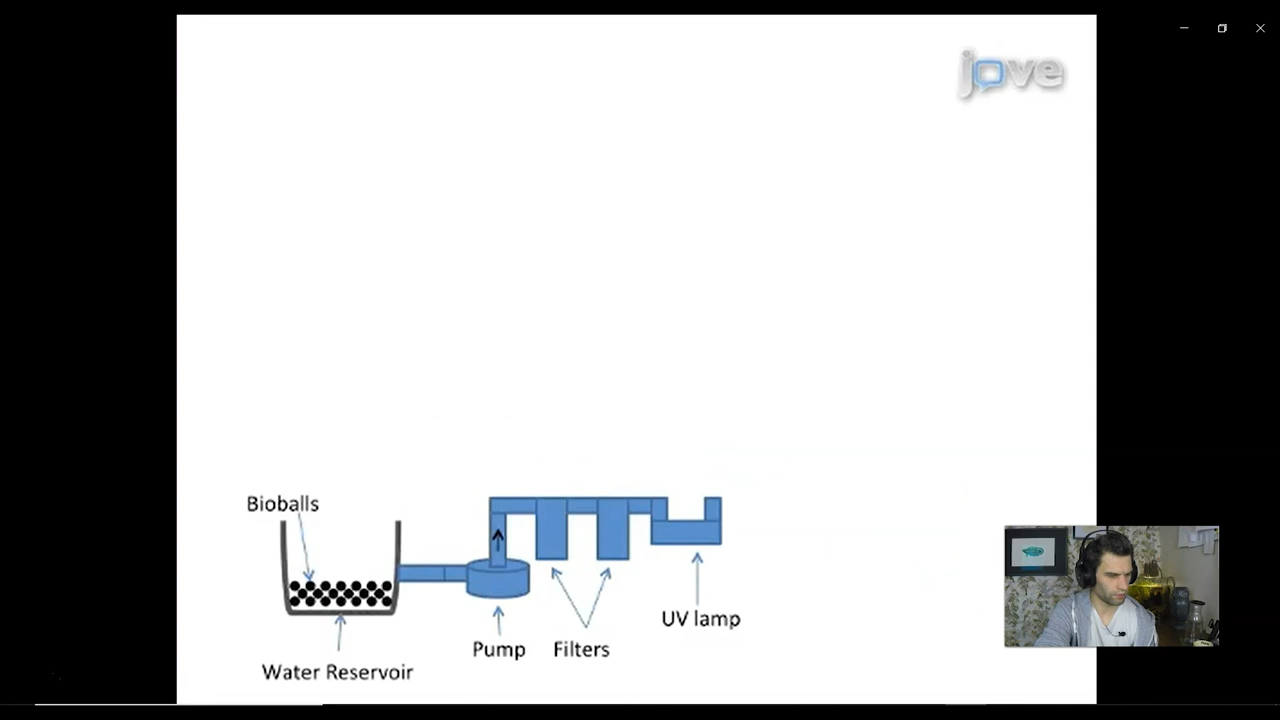 jove
Bioballs
UV lamp
Pump
Filters
Water Reservoir